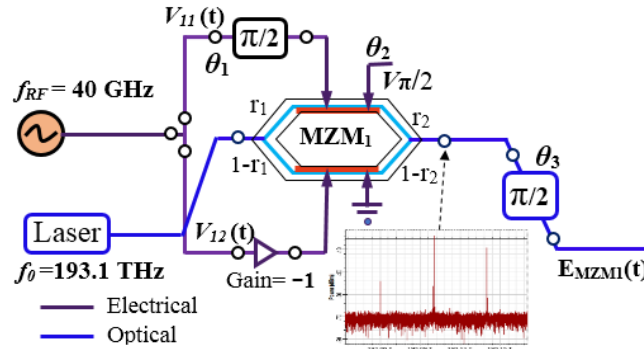 V11(t)
π/2
θ1
θ2
Vπ/2
fRF = 40 GHz
r1
r2
MZM1
1-r1
1-r2
θ3
π/2
Laser
V12(t)
Gain= −1
EMZM1(t)
f0=193.1 THz
Electrical
Optical